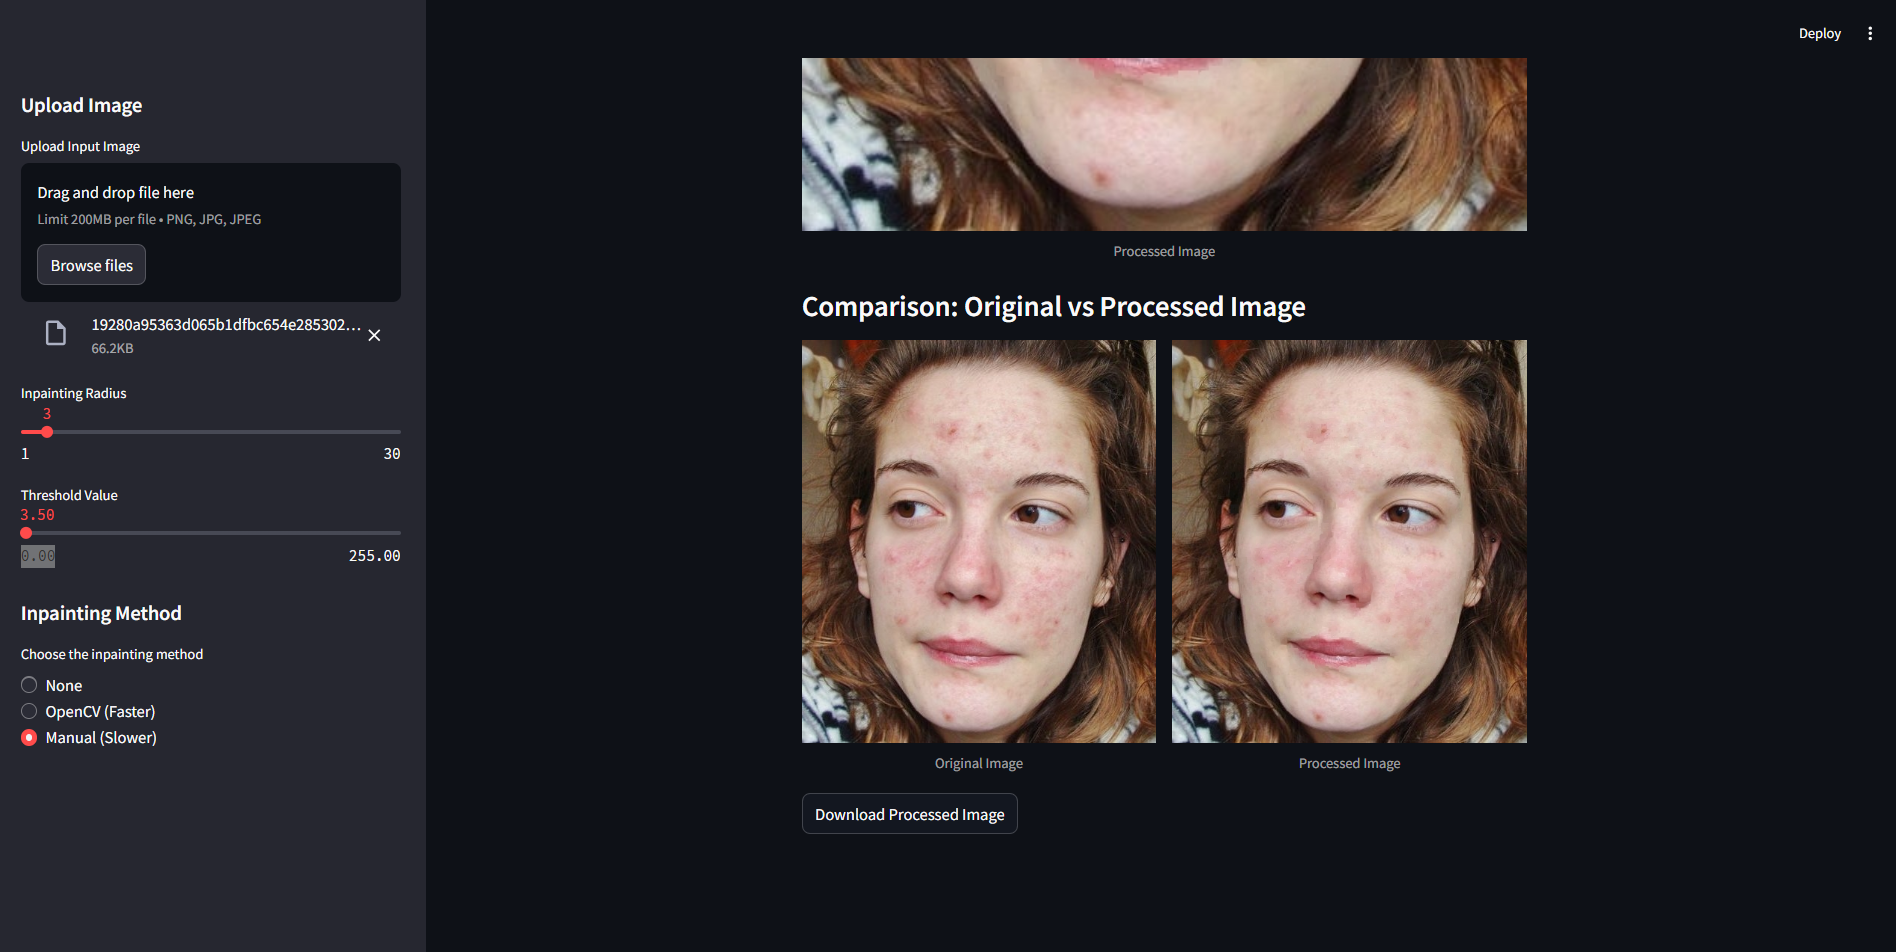 Deploy
Upload Image
Upload Input Image
Drag and drop file here
Limit 200MB per file • PNG, JPG, JPEG
Browse files
19280a95363d065b1dfbc654e285302...
66.2KB
Inpainting Radius
3
1
30
Threshold Value
3.50
0.00
255.00
Inpainting Method
Choose the inpainting method
None
OpenCV (Faster)
Manual (Slower)
Processed Image
Comparison: Original vs Processed Image
Original Image
Processed Image
Download Processed Image